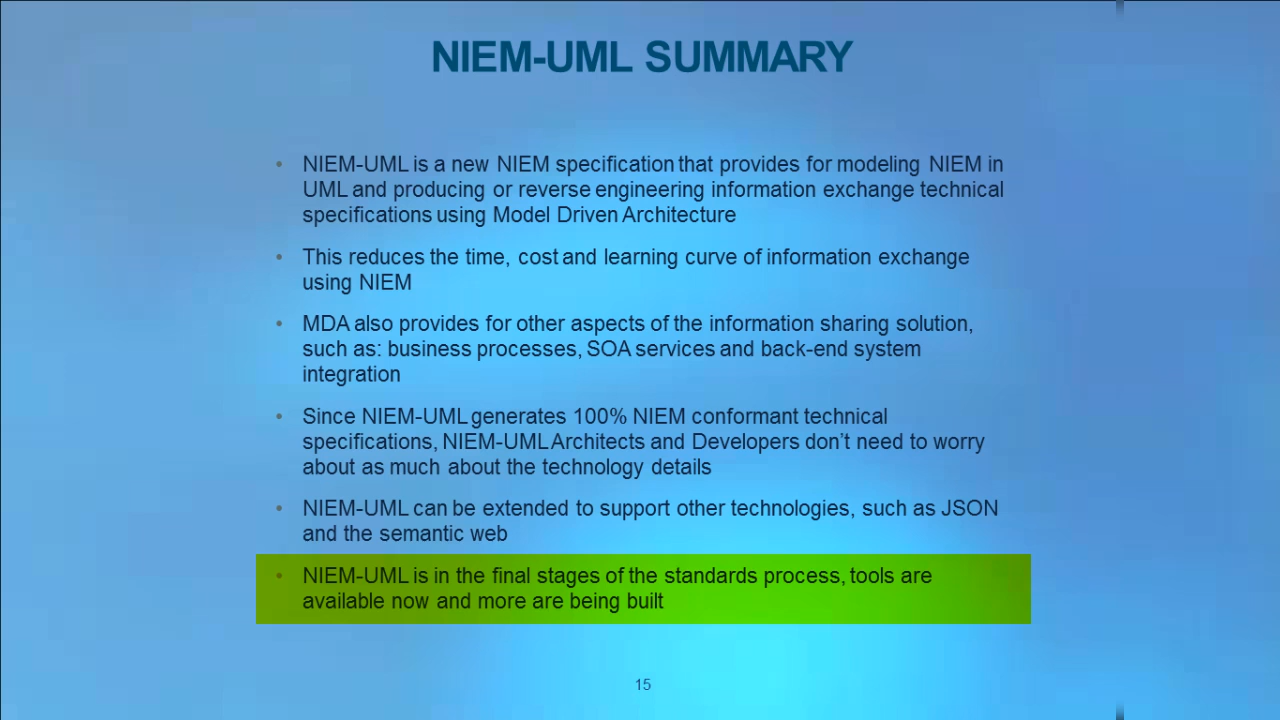 NIEM-UML SUMMARY
• NIEM-UML is a new NIEM specification that provides for modeling NIEM in
UML and producing or reverse engineering information exchange technical
specifications using Model Driven Architecture
• This reduces the time, cost and learning curve of information exchange
using NIEM
• MDA also provides for other aspects of the information sharing solution,
such as: business processes, SOA services and back-end system
integration
• Since NIEM-UML generates 100% NIEM conformant technical
specifications, NIEM-UML Architects and Developers don’t need to worry
about as much about the technology details
• NIEM-UML can be extended to support other technologies, such as JSON
and the semantic web
• NIEM-UML is in the final stages of the standards process, tools are
available now and more are being built
15